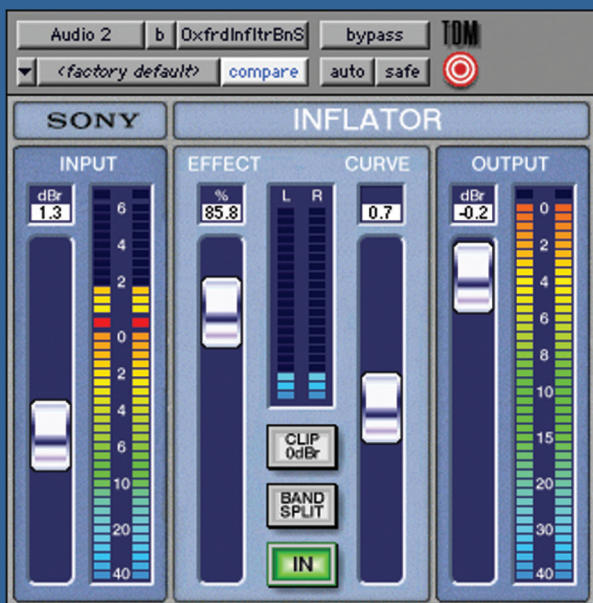 Audio 2 b OxfrdInfltrBnS bypass TDM
<factory default> compare auto safe
SONY INFLATOR
INPUT EFFECT CURVE OUTPUT
dBr % L R dBr
1.3 85.8 0.7 -0.2
6
4
2
0
2
4
6
10
20
40
CLIP
0dBr
BAND
SPLIT
IN
0
2
4
6
8
10
15
20
30
40